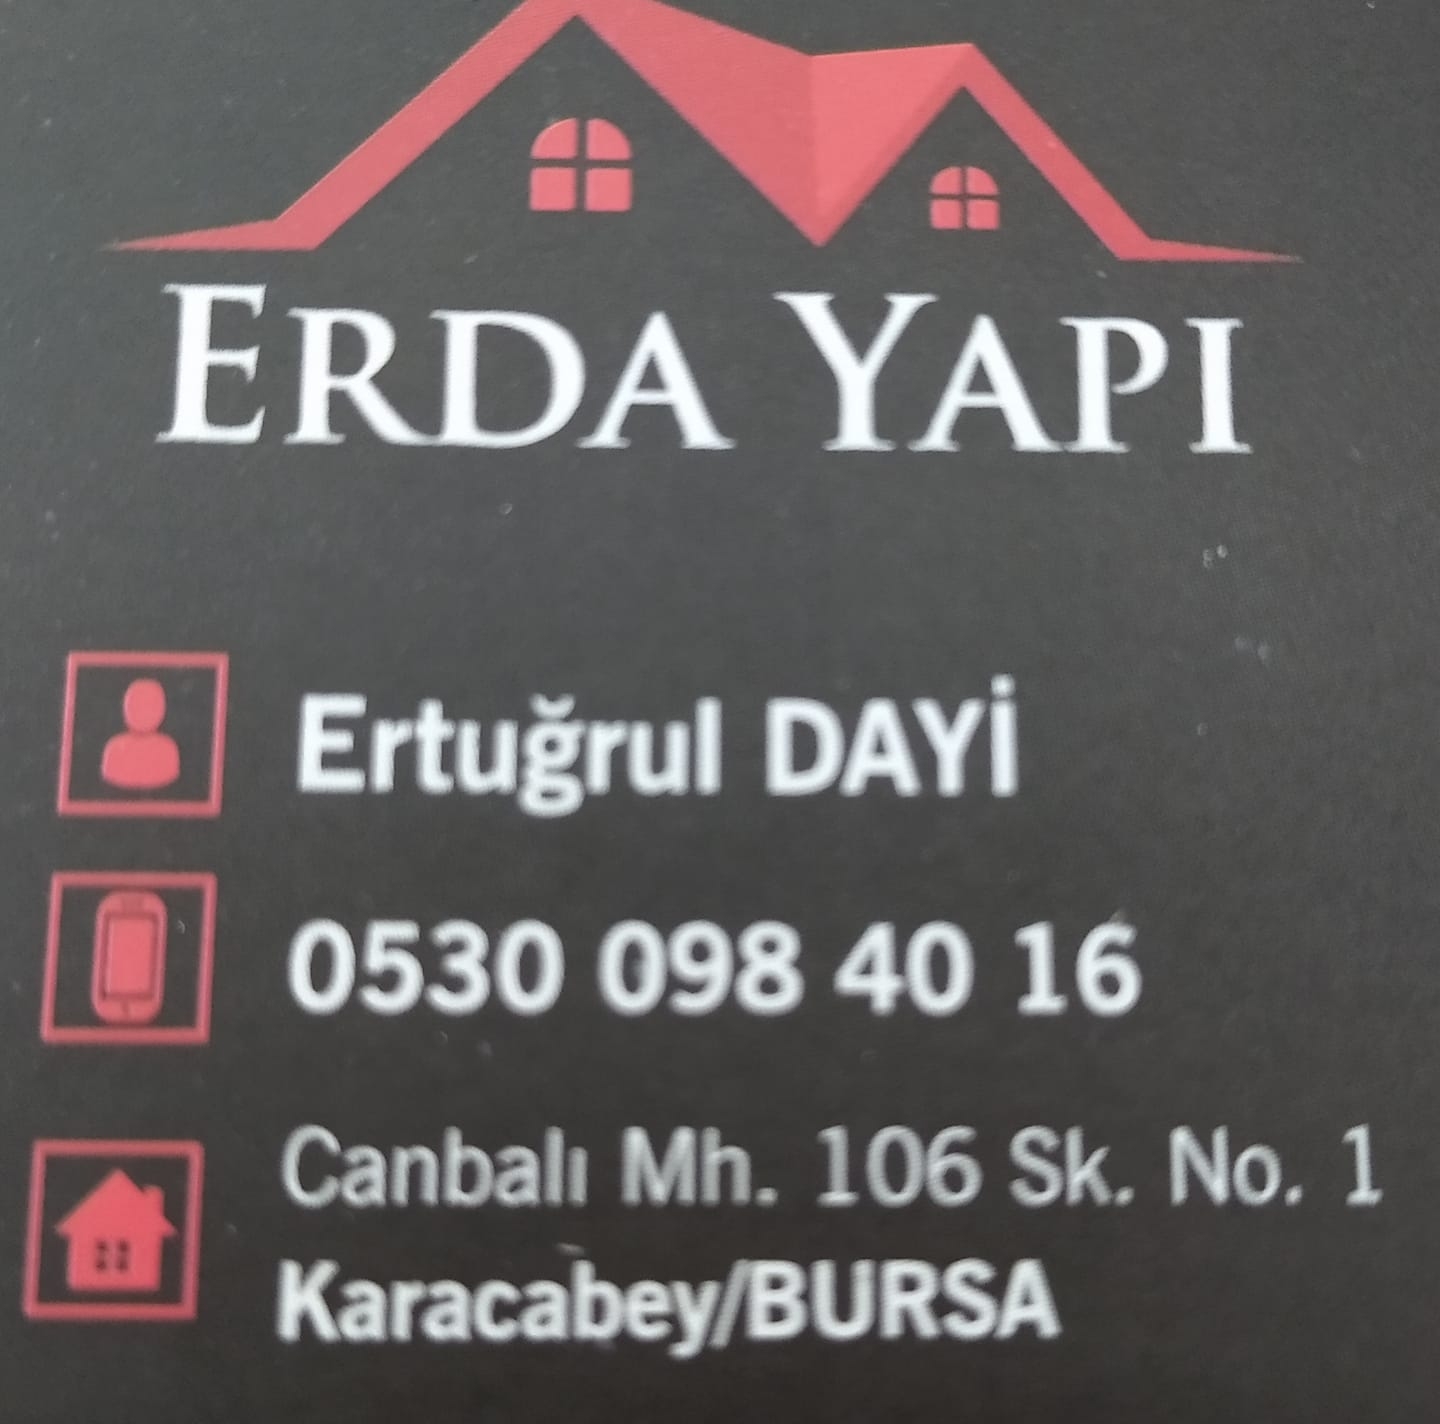 ERDA YAPI
Ertuğrul DAYİ
0530 098 40 16
Canbalı Mh. 106 Sk. No. 1
Karacabey/BURSA